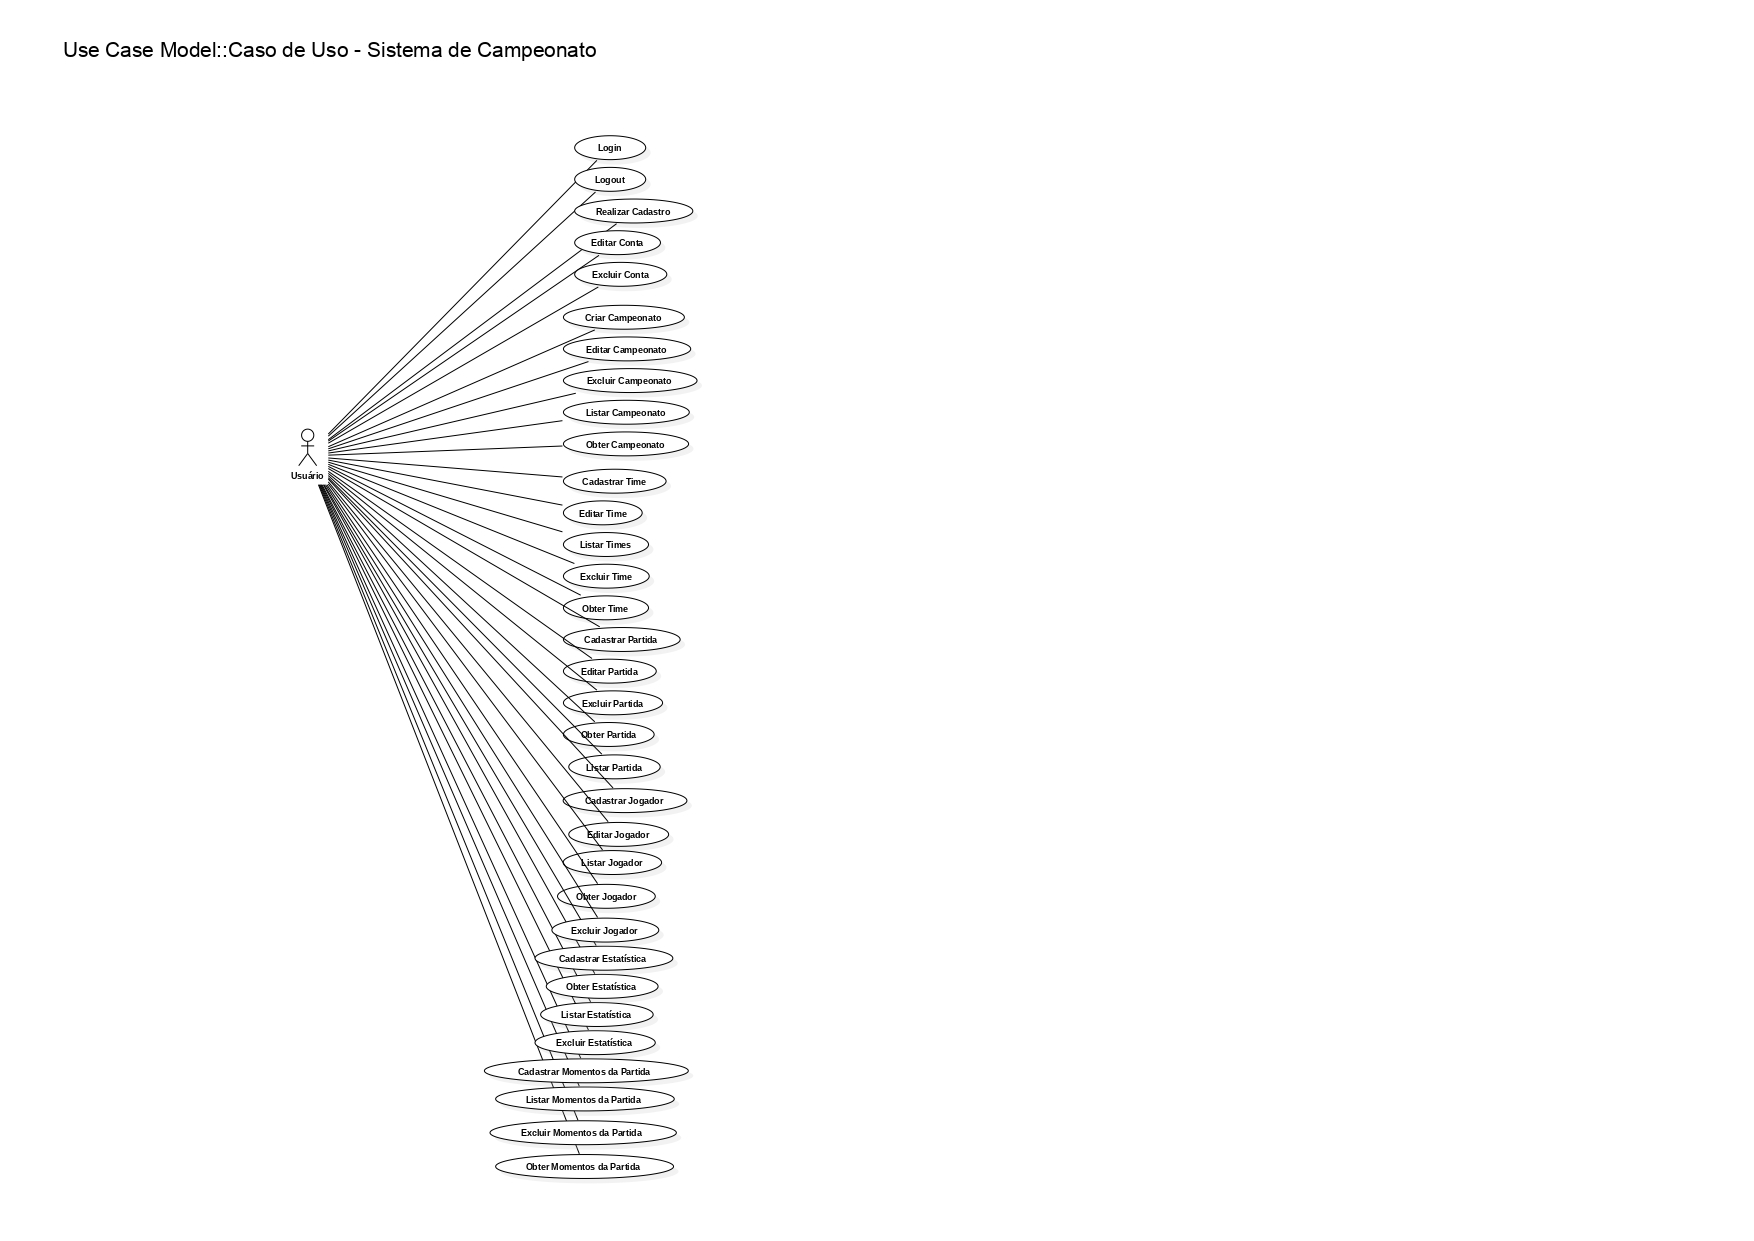 Use Case Model::Caso de Uso - Sistema de Campeonato
Login
Logout
Realizar Cadastro
Editar Conta
Excluir Conta
Criar Campeonato
Editar Campeonato
Excluir Campeonato
Listar Campeonato
Obter Campeonato
Usuário
Cadastrar Time
Editar Time
Listar Times
Excluir Time
Obter Time
Cadastrar Partida
Editar Partida
Excluir Partida
Obter Partida
Listar Partida
Cadastrar Jogador
Editar Jogador
Listar Jogador
Obter Jogador
Excluir Jogador
Cadastrar Estatística
Obter Estatística
Listar Estatística
Excluir Estatística
Cadastrar Momentos da Partida
Listar Momentos da Partida
Excluir Momentos da Partida
Obter Momentos da Partida